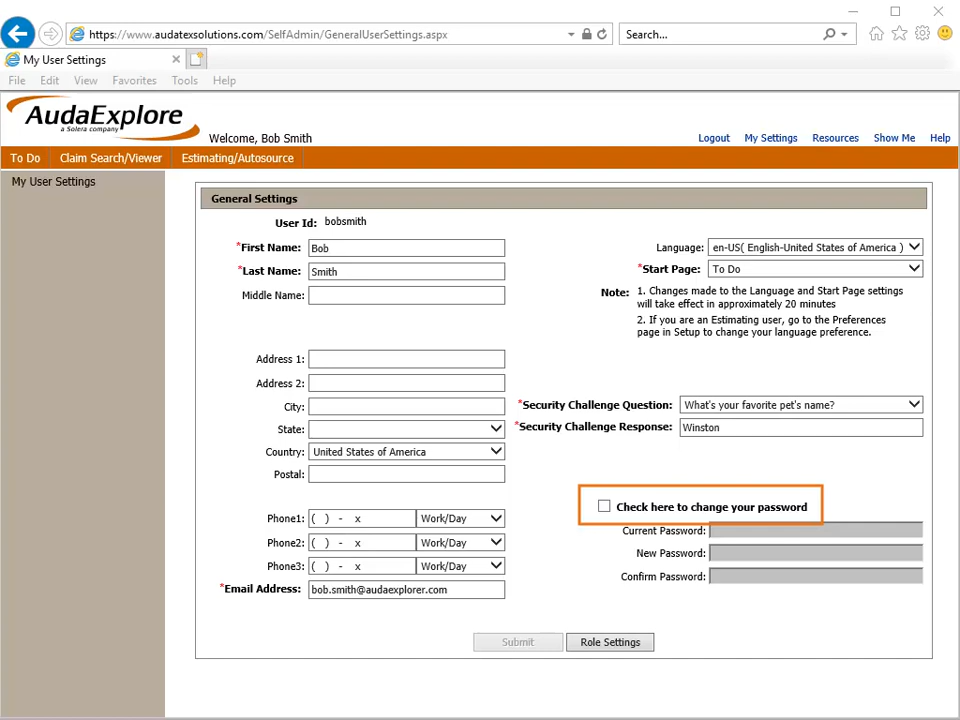 https://www.audatexsolutions.com/SelfAdmin/GeneralUserSettings.aspx
Search...
My User Settings
File Edit View Favorites Tools Help
AudaExplore
a Solera company
Welcome, Bob Smith
Logout My Settings Resources Show Me Help
To Do Claim Search/Viewer Estimating/Autosource
My User Settings
General Settings
User Id: bobsmith
*First Name: Bob
Language: en-US( English-United States of America )
*Last Name: Smith
*Start Page: To Do
Middle Name:
Note: 1. Changes made to the Language and Start Page settings
will take effect in approximately 20 minutes
2. If you are an Estimating user, go to the Preferences
page in Setup to change your language preference.
Address 1:
Address 2:
City:
*Security Challenge Question: What's your favorite pet's name?
State:
*Security Challenge Response: Winston
Country: United States of America
Postal:
Check here to change your password
Phone1: ( ) - x Work/Day
Current Password:
Phone2: ( ) - x Work/Day
New Password:
Phone3: ( ) - x Work/Day
Confirm Password:
*Email Address: bob.smith@audaexplorer.com
Submit Role Settings